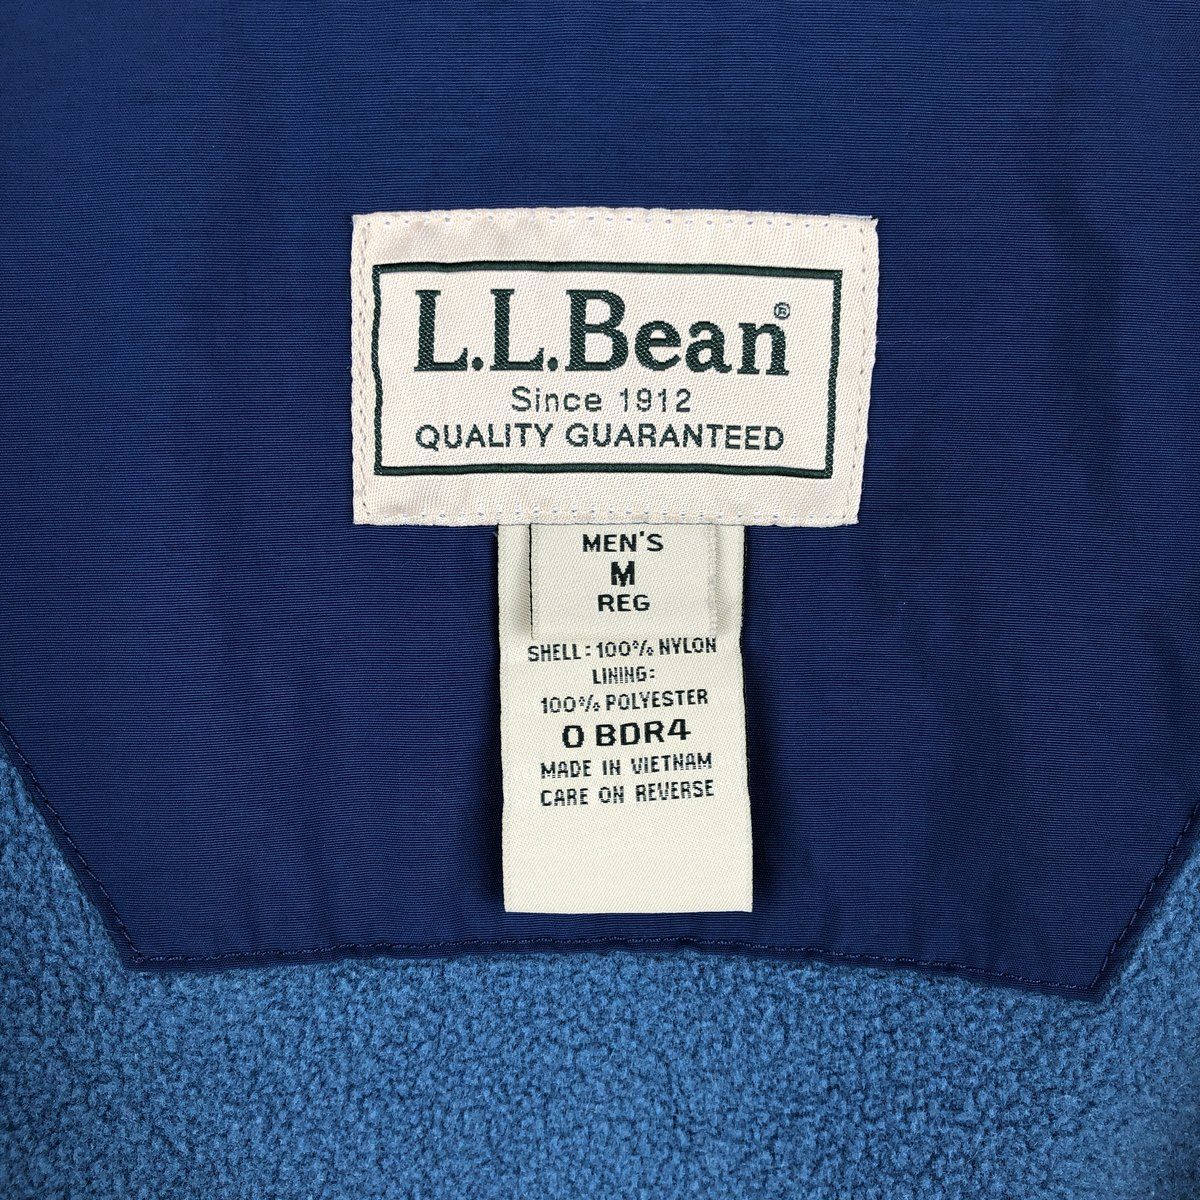 L.L.Bean®
Since 1912
QUALITY GUARANTEED
MEN'S
M
REG
SHELL: 100% NYLON
LINING:
100% POLYESTER
0 BDR4
MADE IN VIETNAM
CARE ON REVERSE